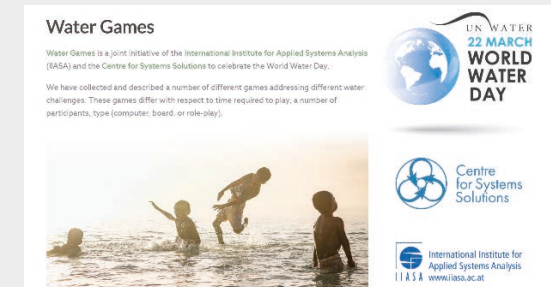 Water Games
Water Games is a joint initiative of the International Institute for Applied Systems Analysis
(IIASA) and the Centre for Systems Solutions to celebrate the World Water Day.
We have collected and described a number of different games addressing different water
challenges. These games differ with respect to time required to play, a number of
participants, type (computer, board, or role-play).
UN WATER
22 MARCH
WORLD
WATER
DAY
Centre
for Systems
Solutions
International Institute for
Applied Systems Analysis
IIASA www.iiasa.ac.at